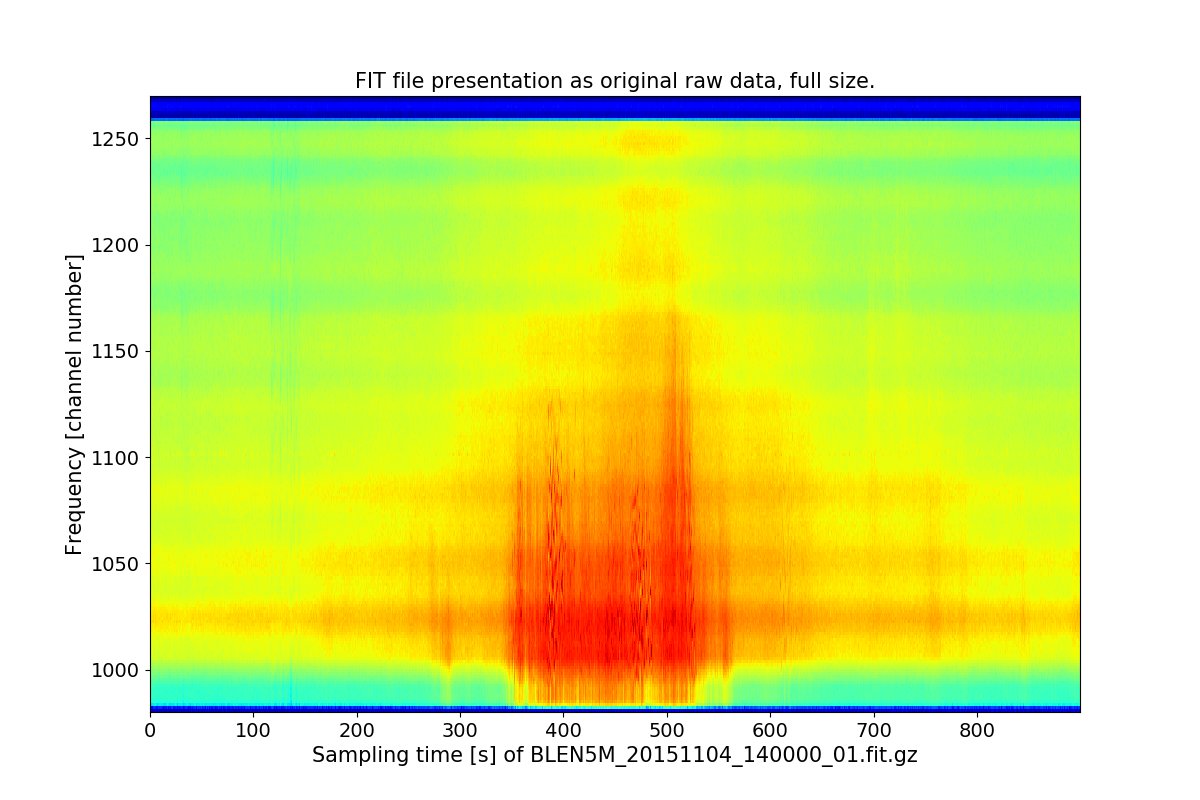 FIT file presentation as original raw data, full size.
1250
1200
1150
1100
1050
1000
Frequency [channel number]
0 100 200 300 400 500 600 700 800
Sampling time [s] of BLEN5M_20151104_140000_01.fit.gz